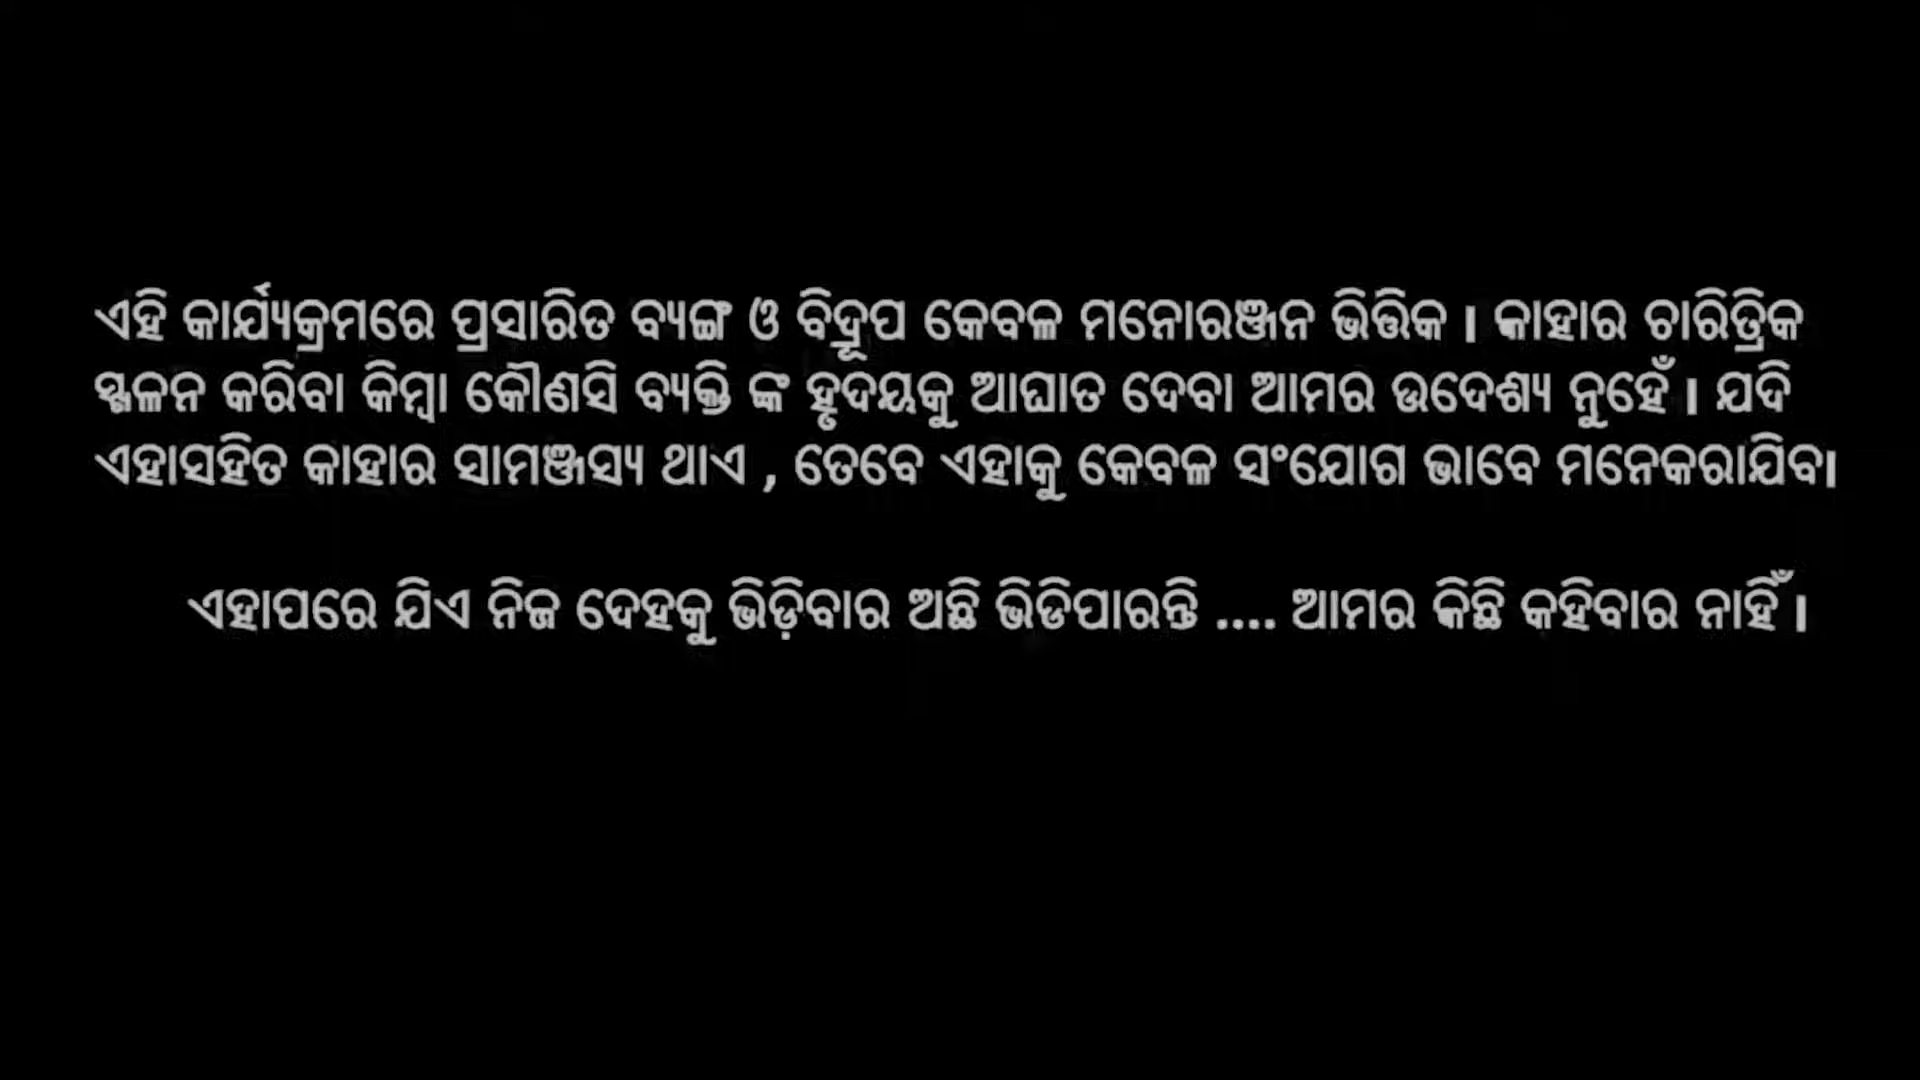 ଏହି କାର୍ଯ୍ୟକ୍ରମରେ ପ୍ରସାରିତ ବ୍ୟଙ୍ଗ ଓ ବିଦ୍ରୂପ କେବଳ ମନୋରଞ୍ଜନ ଭିତ୍ତିକ । କାହାର ଚାରିତ୍ରିକ
ସ୍ଖଳନ କରିବା କିମ୍ବା କୌଣସି ବ୍ୟକ୍ତି ଙ୍କ ହୃଦୟକୁ ଆଘାତ ଦେବା ଆମର ଉଦେଶ୍ୟ ନୁହେଁ । ଯଦି
ଏହାସହିତ କାହାର ସାମଞ୍ଜସ୍ୟ ଥାଏ , ତେବେ ଏହାକୁ କେବଳ ସଂଯୋଗ ଭାବେ ମନେକରାଯିବ।
ଏହାପରେ ଯିଏ ନିଜ ଦେହକୁ ଭିଡ଼ିବାର ଅଛି ଭିଡିପାରନ୍ତି .... ଆମର କିଛି କହିବାର ନାହିଁ ।